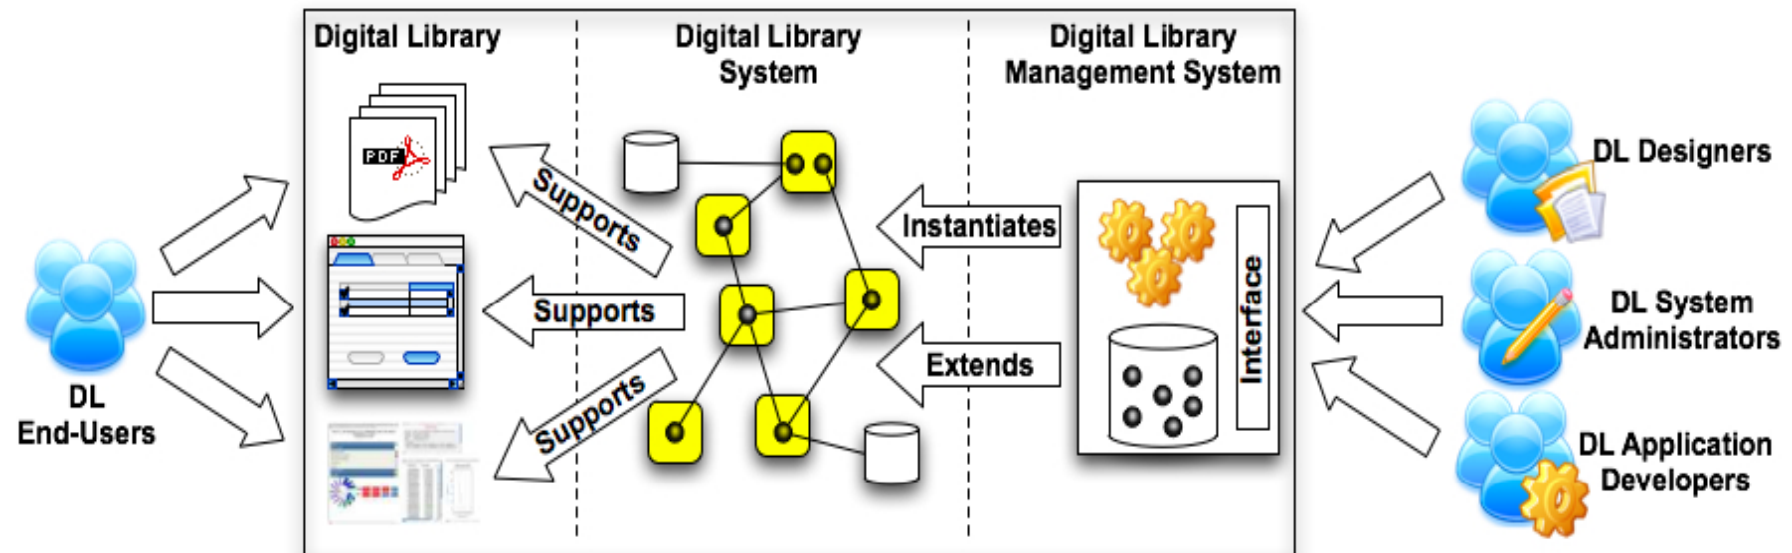 Digital Library
Digital Library
System
Digital Library
Management System
PDF
Supports
Supports
Supports
Instantiates
Extends
Interface
DL
End-Users
DL Designers
DL System
Administrators
DL Application
Developers